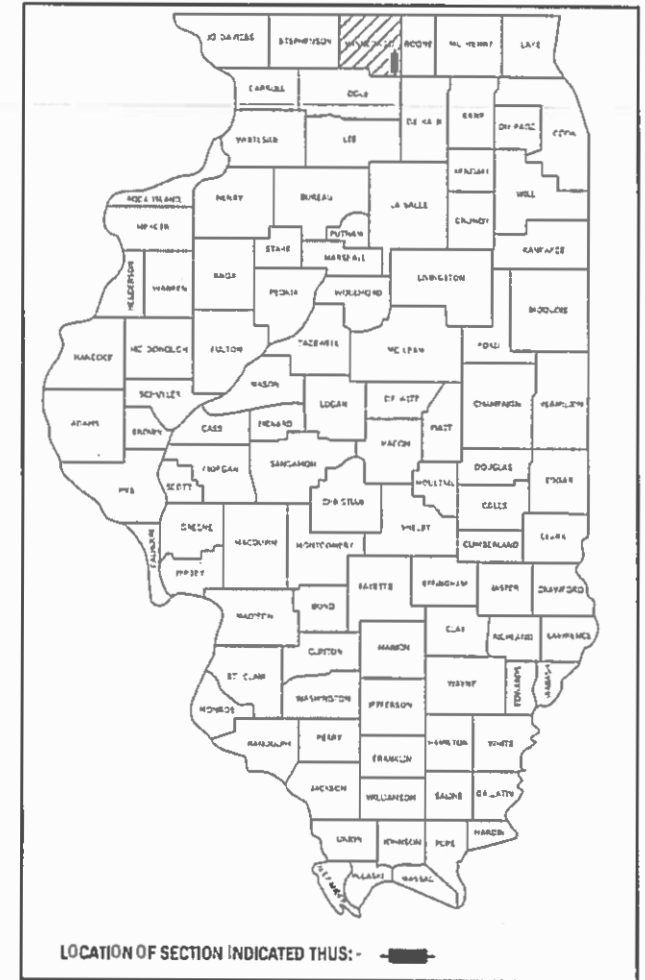 JO DAVIESS STEPHENSON WINNEBAGO BOONE MC HENRY LAKE
CARROLL OGLE
DE KALB KANE DU PAGE COOK
WHITESIDE LEE
KENDALL WILL
ROCK ISLAND HENRY BUREAU LA SALLE
MERCER GRUNDY
PUTNAM
STARK MARSHALL KANKAKEE
HENDERSON WARREN KNOX PEORIA WOODFORD LIVINGSTON
IROQUOIS
HANCOCK MC DONOUGH FULTON TAZEWELL MC LEAN FORD
MASON
SCHUYLER LOGAN DE WITT CHAMPAIGN VERMILION
ADAMS BROWN CASS MENARD MACON PIATT
PIKE SCOTT MORGAN SANGAMON MOULTRIE DOUGLAS EDGAR
CHRISTIAN COLES
GREENE MACOUPIN MONTGOMERY SHELBY CUMBERLAND CLARK
CALHOUN
JERSEY FAYETTE EFFINGHAM JASPER CRAWFORD
MADISON BOND
CLAY RICHLAND LAWRENCE
CLINTON MARION
ST. CLAIR WAYNE EDWARDS WABASH
WASHINGTON JEFFERSON
MONROE
RANDOLPH PERRY HAMILTON WHITE
FRANKLIN
JACKSON WILLIAMSON SALINE GALLATIN
UNION JOHNSON POPE HARDIN
PULASKI MASSAC
LOCATION OF SECTION INDICATED THUS: -